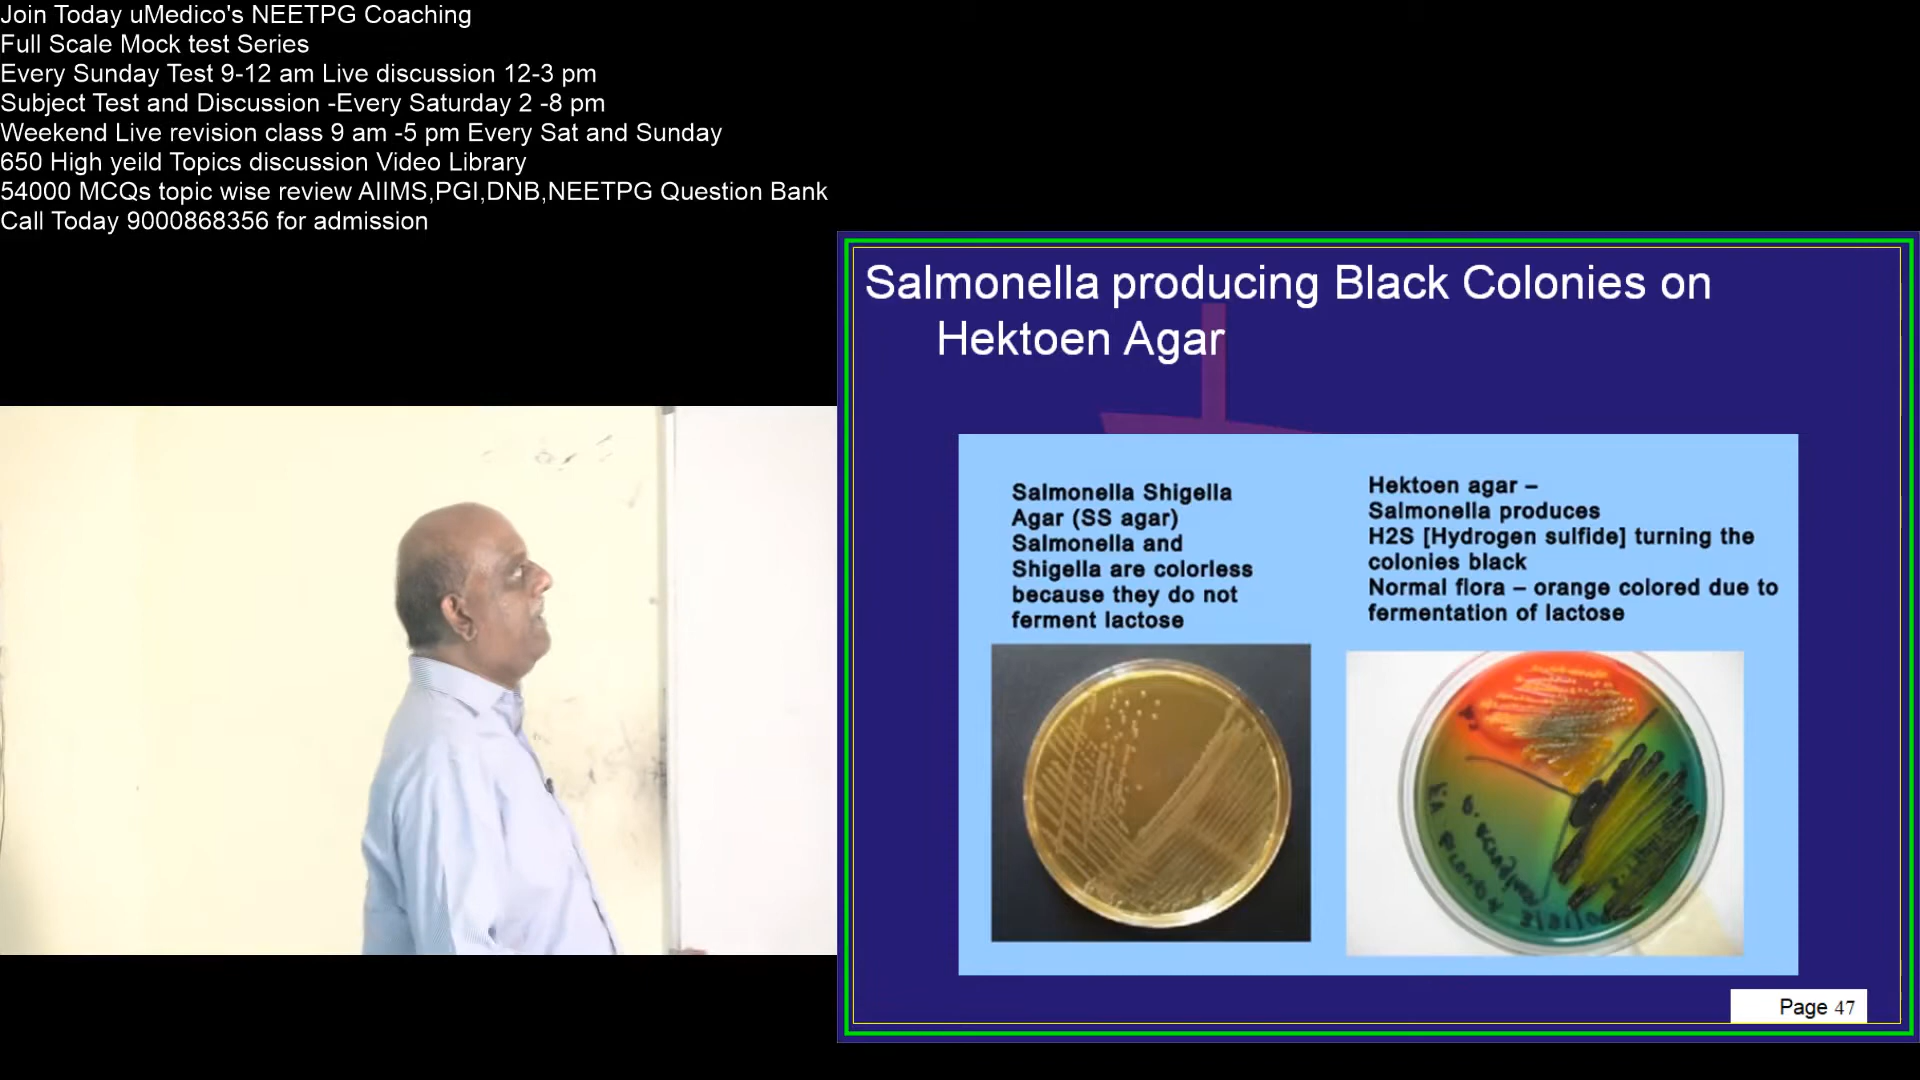 Join Today uMedico's NEETPG Coaching
Full Scale Mock test Series
Every Sunday Test 9-12 am Live discussion 12-3 pm
Subject Test and Discussion -Every Saturday 2 -8 pm
Weekend Live revision class 9 am -5 pm Every Sat and Sunday
650 High yeild Topics discussion Video Library
54000 MCQs topic wise review AIIMS,PGI,DNB,NEETPG Question Bank
Call Today 9000868356 for admission
Salmonella producing Black Colonies on
Hektoen Agar
Salmonella Shigella
Agar (SS agar)
Salmonella and
Shigella are colorless
because they do not
ferment lactose
Hektoen agar –
Salmonella produces
H2S [Hydrogen sulfide] turning the
colonies black
Normal flora – orange colored due to
fermentation of lactose
Page 47